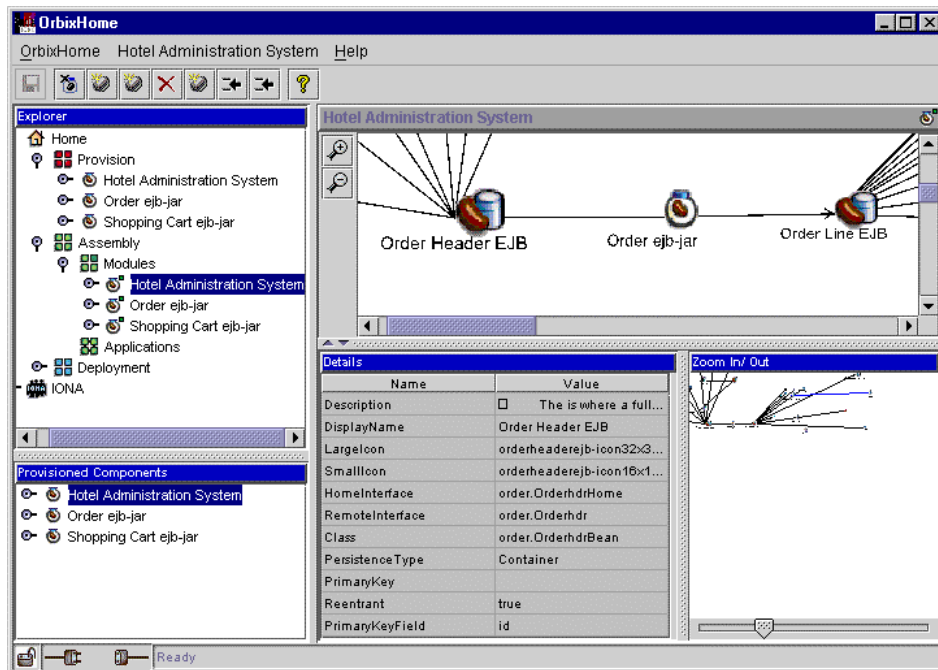 OrbixHome
OrbixHome Hotel Administration System Help
Explorer
Home
Provision
Hotel Administration System
Order ejb-jar
Shopping Cart ejb-jar
Assembly
Modules
Hotel Administration System
Order ejb-jar
Shopping Cart ejb-jar
Applications
Deployment
IONA
Provisioned Components
Hotel Administration System
Order ejb-jar
Shopping Cart ejb-jar
Hotel Administration System
Order Header EJB
Order ejb-jar
Order Line EJB
Details
Name Value
Description The is where a full...
DisplayName Order Header EJB
LargeIcon orderheaderejb-icon32x3...
SmallIcon orderheaderejb-icon16x1...
HomeInterface order.OrderhdrHome
RemoteInterface order.Orderhdr
Class order.OrderhdrBean
PersistenceType Container
PrimaryKey
Reentrant true
PrimaryKeyField id
Zoom In/ Out
Ready